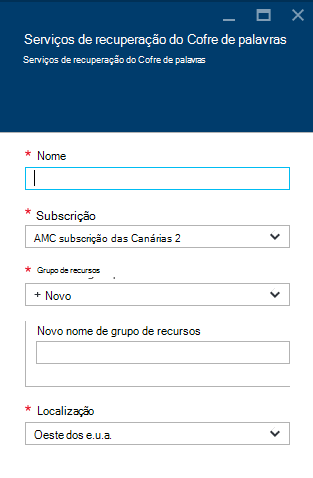 Serviços de recuperação do Cofre de palavras
Serviços de recuperação do Cofre de palavras
* Nome
* Subscrição
AMC subscrição das Canárias 2
* Grupo de recursos
+ Novo
Novo nome de grupo de recursos
* Localização
Oeste dos e.u.a.